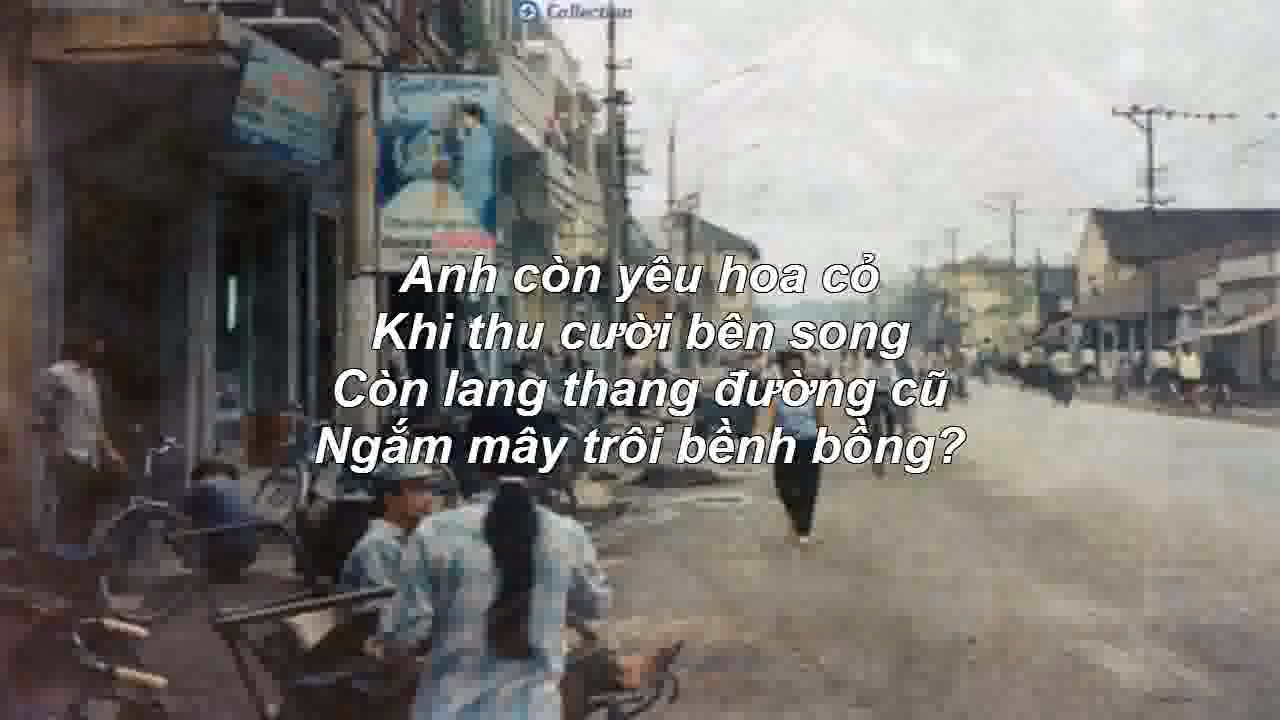 Collection
Anh còn yêu hoa cỏ
Khi thu cười bên song
Còn lang thang đường cũ
Ngắm mây trôi bềnh bồng?